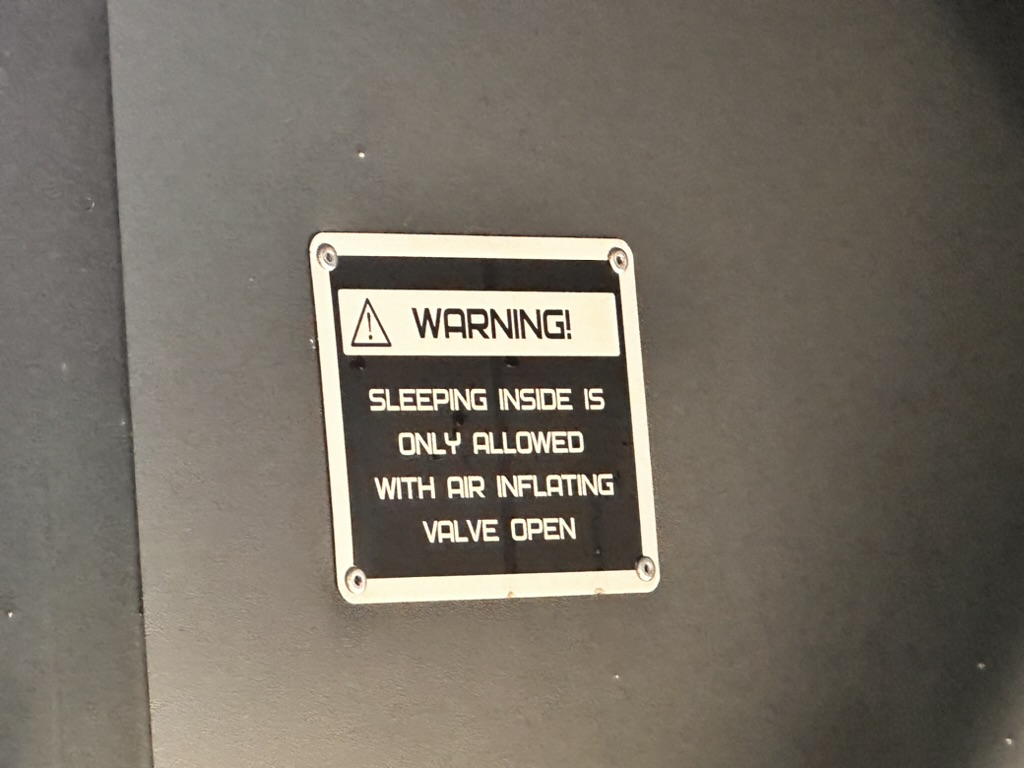 WARNING!
SLEEPING INSIDE IS
ONLY ALLOWED
WITH AIR INFLATING
VALVE OPEN